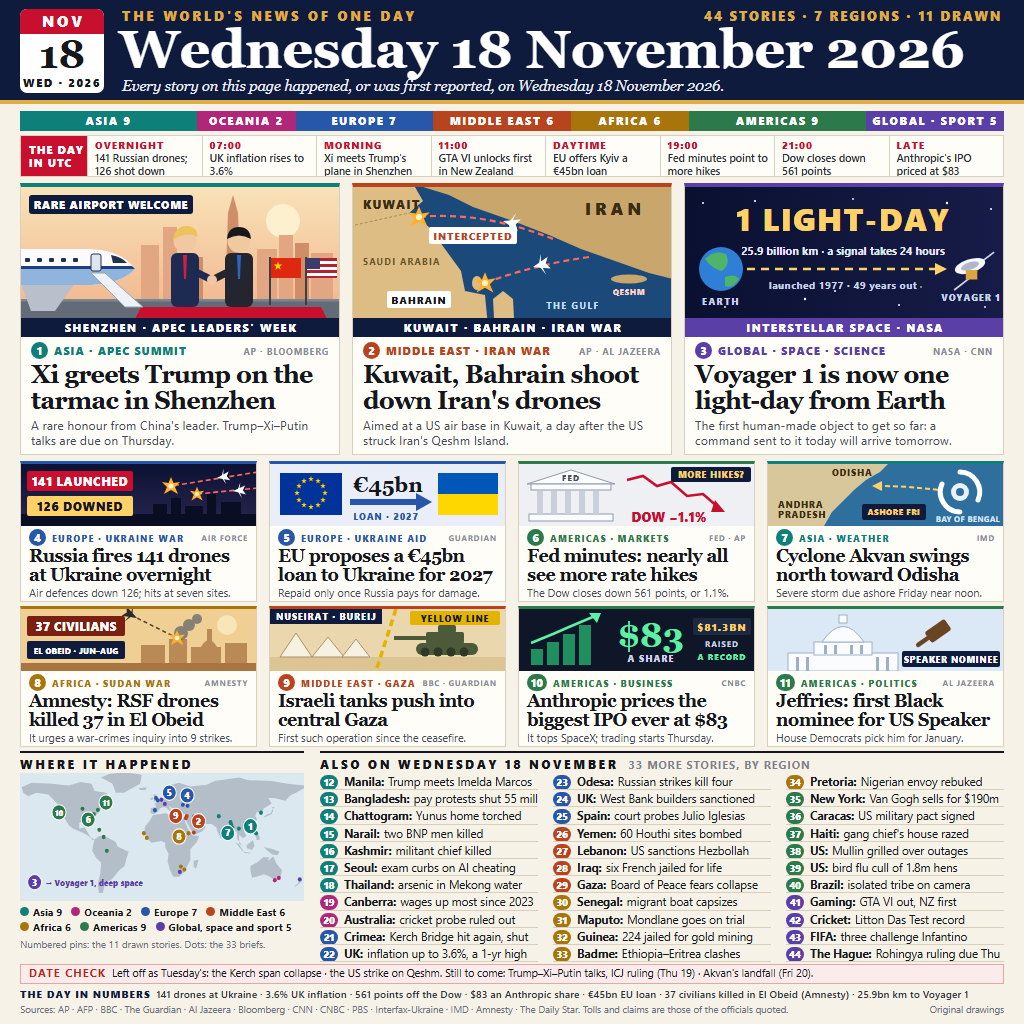 NOV
18
WED · 2026
THE WORLD'S NEWS OF ONE DAY
44 STORIES · 7 REGIONS · 11 DRAWN
Wednesday 18 November 2026
Every story on this page happened, or was first reported, on Wednesday 18 November 2026.
ASIA 9
OCEANIA 2
EUROPE 7
MIDDLE EAST 6
AFRICA 6
AMERICAS 9
GLOBAL · SPORT 5
THE DAY
IN UTC
OVERNIGHT
141 Russian drones;
126 shot down
07:00
UK inflation rises to
3.6%
MORNING
Xi meets Trump's
plane in Shenzhen
11:00
GTA VI unlocks first
in New Zealand
DAYTIME
EU offers Kyiv a
€45bn loan
19:00
Fed minutes point to
more hikes
21:00
Dow closes down
561 points
LATE
Anthropic's IPO
priced at $83
RARE AIRPORT WELCOME
SHENZHEN · APEC LEADERS' WEEK
1 ASIA · APEC SUMMIT
AP · BLOOMBERG
Xi greets Trump on the
tarmac in Shenzhen
A rare honour from China's leader. Trump–Xi–Putin
talks are due on Thursday.
KUWAIT
IRAN
INTERCEPTED
SAUDI ARABIA
BAHRAIN
QESHM
THE GULF
KUWAIT · BAHRAIN · IRAN WAR
2 MIDDLE EAST · IRAN WAR
AP · AL JAZEERA
Kuwait, Bahrain shoot
down Iran's drones
Aimed at a US air base in Kuwait, a day after the US
struck Iran's Qeshm Island.
1 LIGHT-DAY
25.9 billion km · a signal takes 24 hours
launched 1977 · 49 years out
EARTH
VOYAGER 1
INTERSTELLAR SPACE · NASA
3 GLOBAL · SPACE · SCIENCE
NASA · CNN
Voyager 1 is now one
light-day from Earth
The first human-made object to get so far: a
command sent to it today will arrive tomorrow.
141 LAUNCHED
126 DOWNED
4 EUROPE · UKRAINE WAR
AIR FORCE
Russia fires 141 drones
at Ukraine overnight
Air defences down 126; hits at seven sites.
€45bn
LOAN · 2027
5 EUROPE · UKRAINE AID
GUARDIAN
EU proposes a €45bn
loan to Ukraine for 2027
Repaid only once Russia pays for damage.
FED
MORE HIKES?
DOW −1.1%
6 AMERICAS · MARKETS
FED · AP
Fed minutes: nearly all
see more rate hikes
The Dow closes down 561 points, or 1.1%.
ODISHA
ANDHRA
PRADESH
ASHORE FRI
BAY OF BENGAL
7 ASIA · WEATHER
IMD
Cyclone Akvan swings
north toward Odisha
Severe storm due ashore Friday near noon.
37 CIVILIANS
EL OBEID · JUN–AUG
8 AFRICA · SUDAN WAR
AMNESTY
Amnesty: RSF drones
killed 37 in El Obeid
It urges a war-crimes inquiry into 9 strikes.
NUSEIRAT · BUREIJ
YELLOW LINE
9 MIDDLE EAST · GAZA
BBC · GUARDIAN
Israeli tanks push into
central Gaza
First such operation since the ceasefire.
$83
A SHARE
$81.3BN
RAISED
A RECORD
10 AMERICAS · BUSINESS
CNBC
Anthropic prices the
biggest IPO ever at $83
It tops SpaceX; trading starts Thursday.
SPEAKER NOMINEE
11 AMERICAS · POLITICS
AL JAZEERA
Jeffries: first Black
nominee for US Speaker
House Democrats pick him for January.
WHERE IT HAPPENED
10
11
6
5
4
9
2
8
7
1
3 → Voyager 1, deep space
Asia 9
Oceania 2
Europe 7
Middle East 6
Africa 6
Americas 9
Global, space and sport 5
Numbered pins: the 11 drawn stories. Dots: the 33 briefs.
ALSO ON WEDNESDAY 18 NOVEMBER 33 MORE STORIES, BY REGION
12 Manila: Trump meets Imelda Marcos
13 Bangladesh: pay protests shut 55 mill
14 Chattogram: Yunus home torched
15 Narail: two BNP men killed
16 Kashmir: militant chief killed
17 Seoul: exam curbs on AI cheating
18 Thailand: arsenic in Mekong water
19 Canberra: wages up most since 2023
20 Australia: cricket probe ruled out
21 Crimea: Kerch Bridge hit again, shut
22 UK: inflation up to 3.6%, a 1-yr high
23 Odesa: Russian strikes kill four
24 UK: West Bank builders sanctioned
25 Spain: court probes Julio Iglesias
26 Yemen: 60 Houthi sites bombed
27 Lebanon: US sanctions Hezbollah
28 Iraq: six French jailed for life
29 Gaza: Board of Peace fears collapse
30 Senegal: migrant boat capsizes
31 Maputo: Mondlane goes on trial
32 Guinea: 224 jailed for gold mining
33 Badme: Ethiopia–Eritrea clashes
34 Pretoria: Nigerian envoy rebuked
35 New York: Van Gogh sells for $190m
36 Caracas: US military pact signed
37 Haiti: gang chief's house razed
38 US: Mullin grilled over outages
39 US: bird flu cull of 1.8m hens
40 Brazil: isolated tribe on camera
41 Gaming: GTA VI out, NZ first
42 Cricket: Litton Das Test record
43 FIFA: three challenge Infantino
44 The Hague: Rohingya ruling due Thu
DATE CHECK Left off as Tuesday's: the Kerch span collapse · the US strike on Qeshm. Still to come: Trump–Xi–Putin talks, ICJ ruling (Thu 19) · Akvan's landfall (Fri 20).
THE DAY IN NUMBERS 141 drones at Ukraine · 3.6% UK inflation · 561 points off the Dow · $83 an Anthropic share · €45bn EU loan · 37 civilians killed in El Obeid (Amnesty) · 25.9bn km to Voyager 1
Sources: AP · AFP · BBC · The Guardian · Al Jazeera · Bloomberg · CNN · CNBC · PBS · Interfax-Ukraine · IMD · Amnesty · The Daily Star. Tolls and claims are those of the officials quoted.
Original drawings